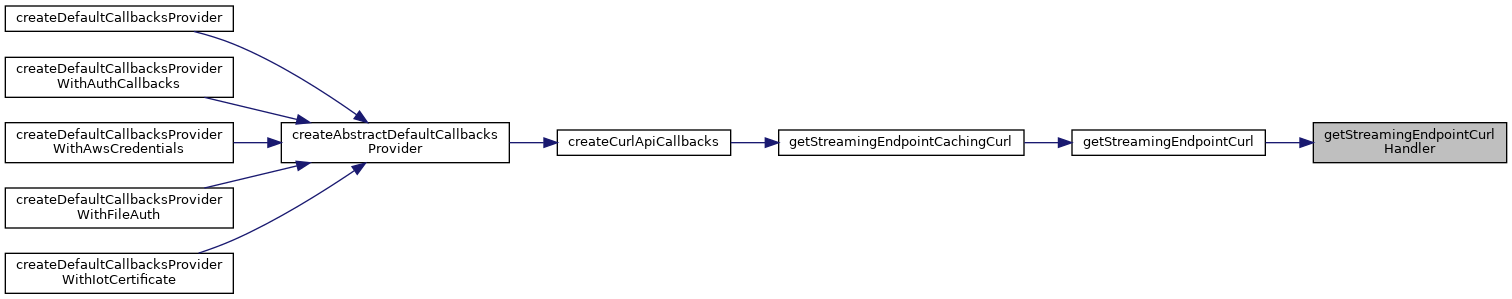 createDefaultCallbacksProvider
createDefaultCallbacksProvider
WithAuthCallbacks
createDefaultCallbacksProvider
WithAwsCredentials
createDefaultCallbacksProvider
WithFileAuth
createDefaultCallbacksProvider
WithIotCertificate
createAbstractDefaultCallbacks
Provider
createCurlApiCallbacks
getStreamingEndpointCachingCurl
getStreamingEndpointCurl
getStreamingEndpointCurl
Handler